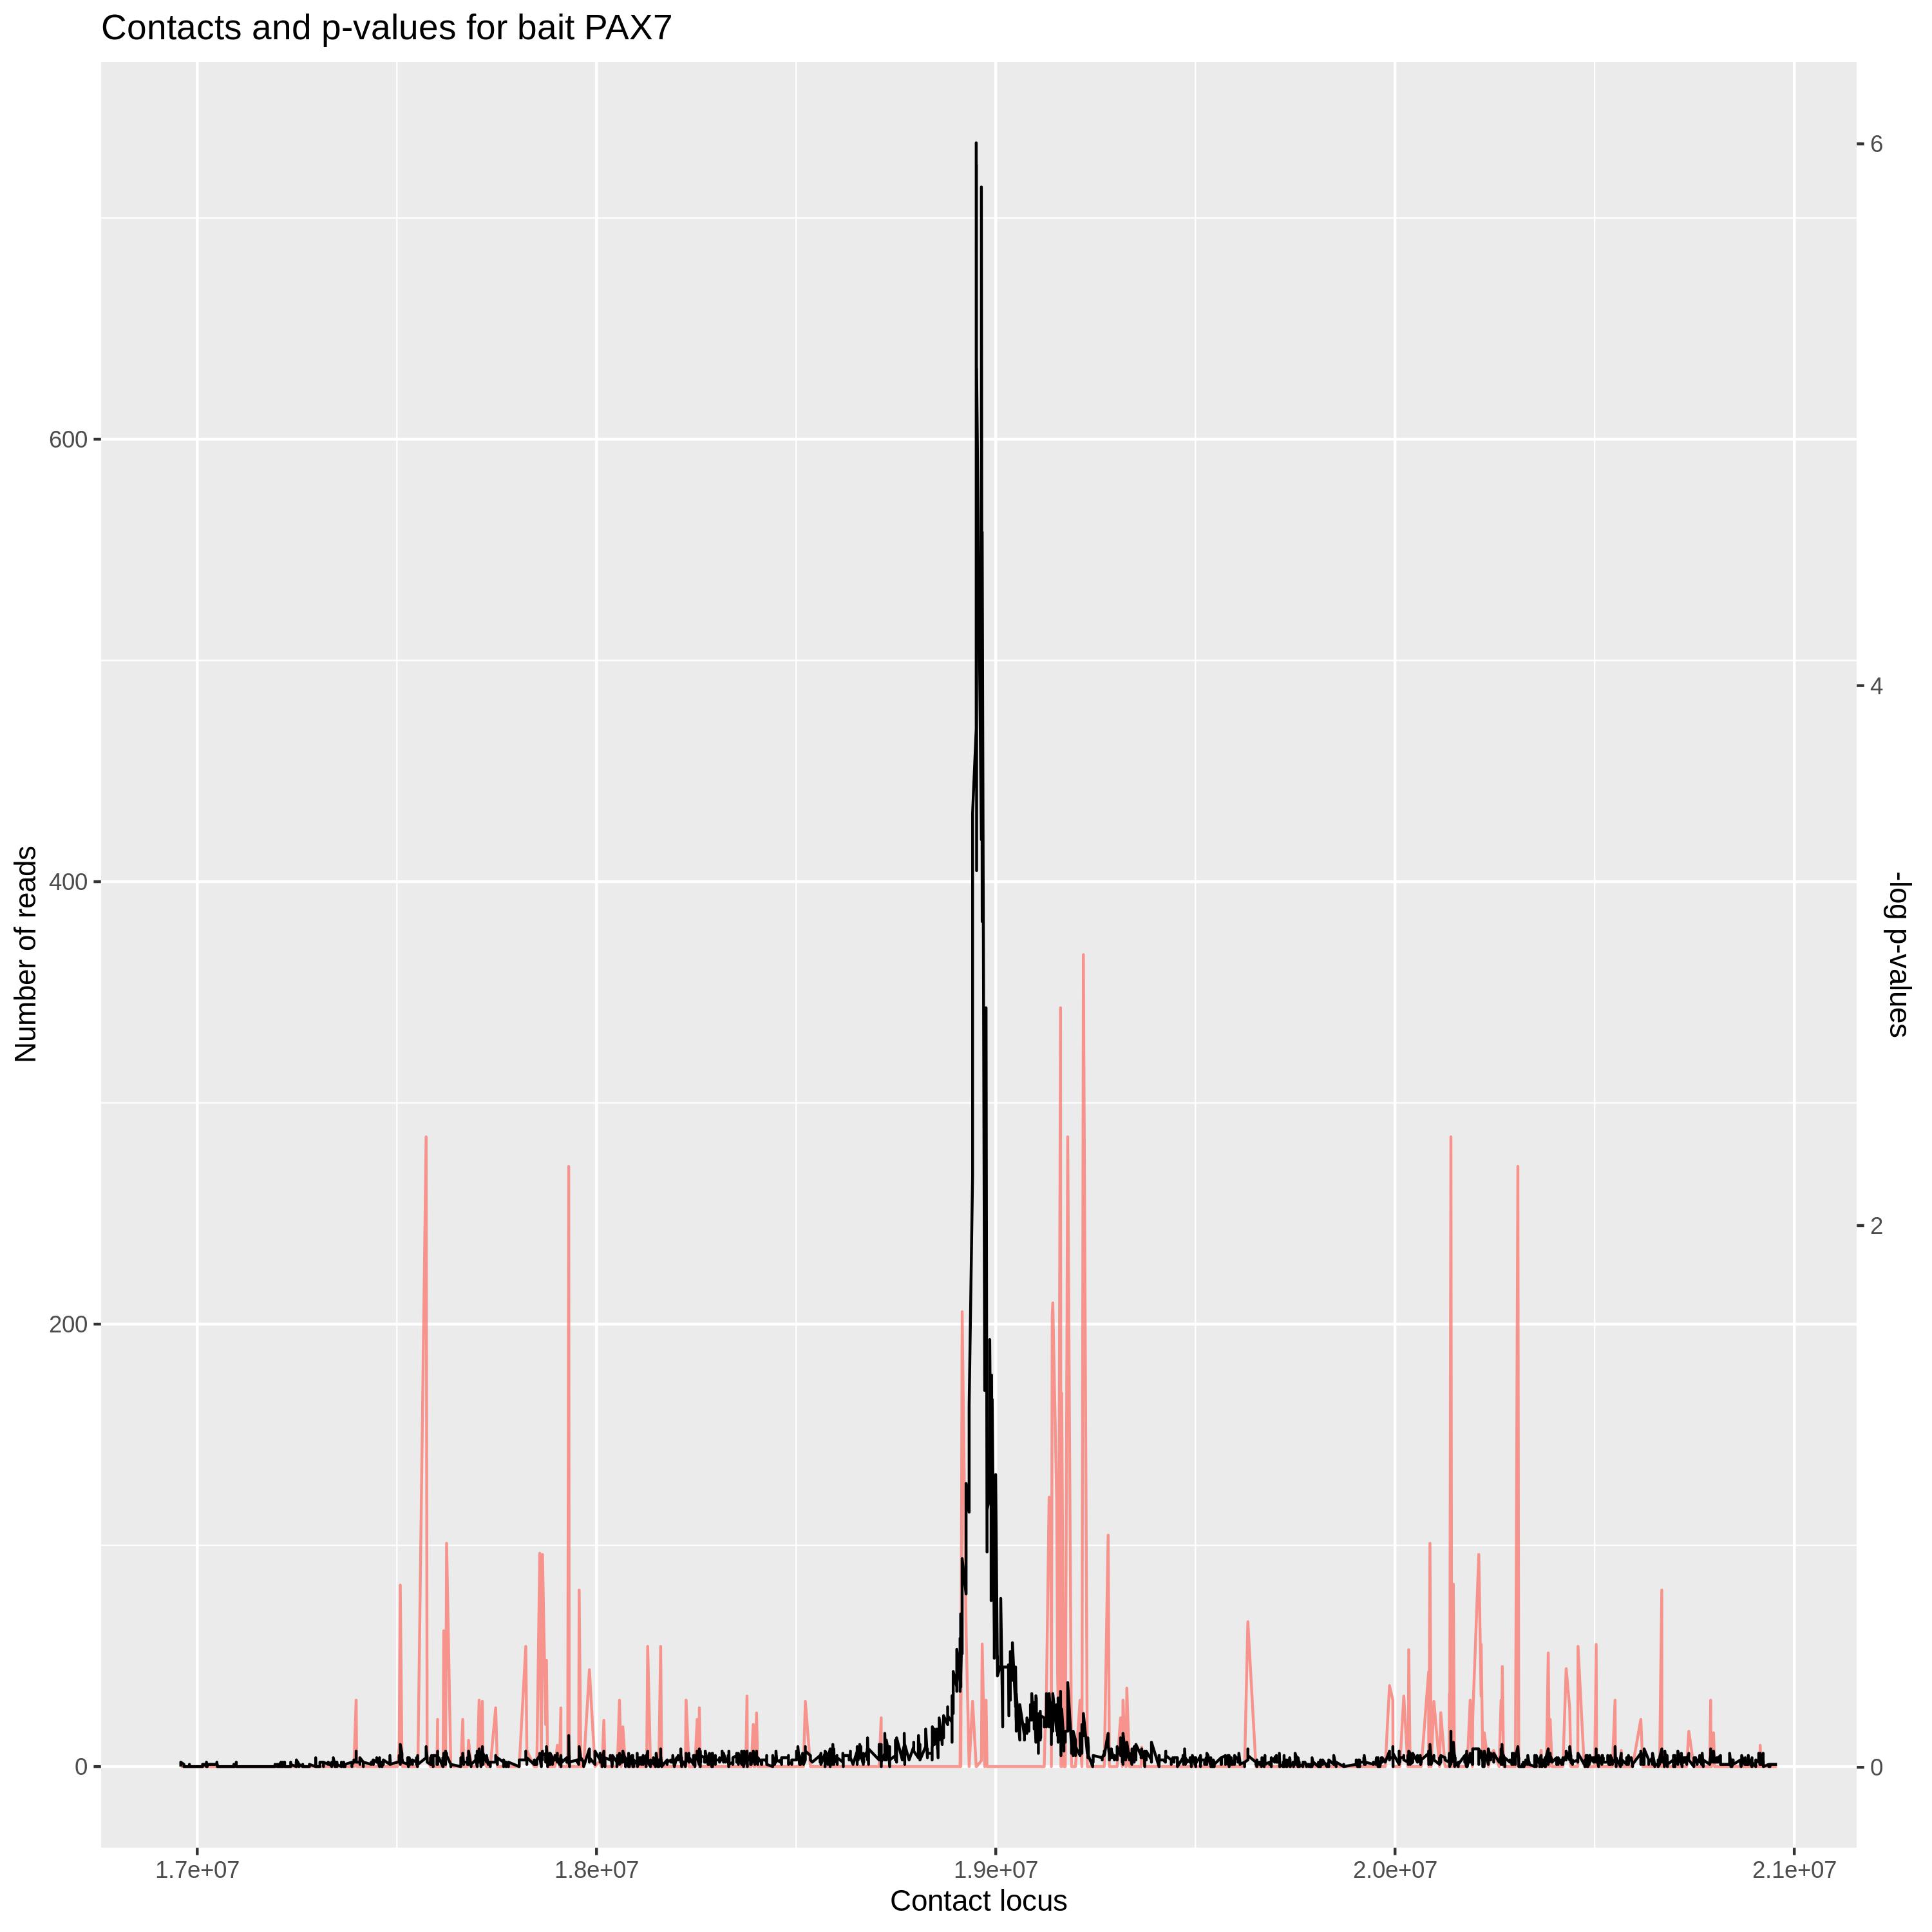 Contacts and p-values for bait PAX7
Number of reads
600
400
200
0
6
4
2
0
-log p-values
1.7e+07
1.8e+07
1.9e+07
2.0e+07
2.1e+07
Contact locus